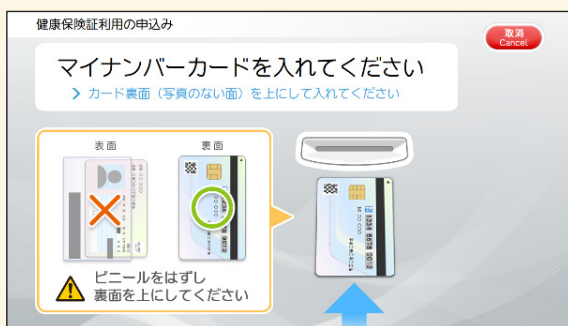 健康保険証利用の申込み
取消
Cancel
マイナンバーカードを入れてください
カード裏面（写真のない面）を上にして入れてください
表面
裏面
ビニールをはずし
裏面を上にしてください